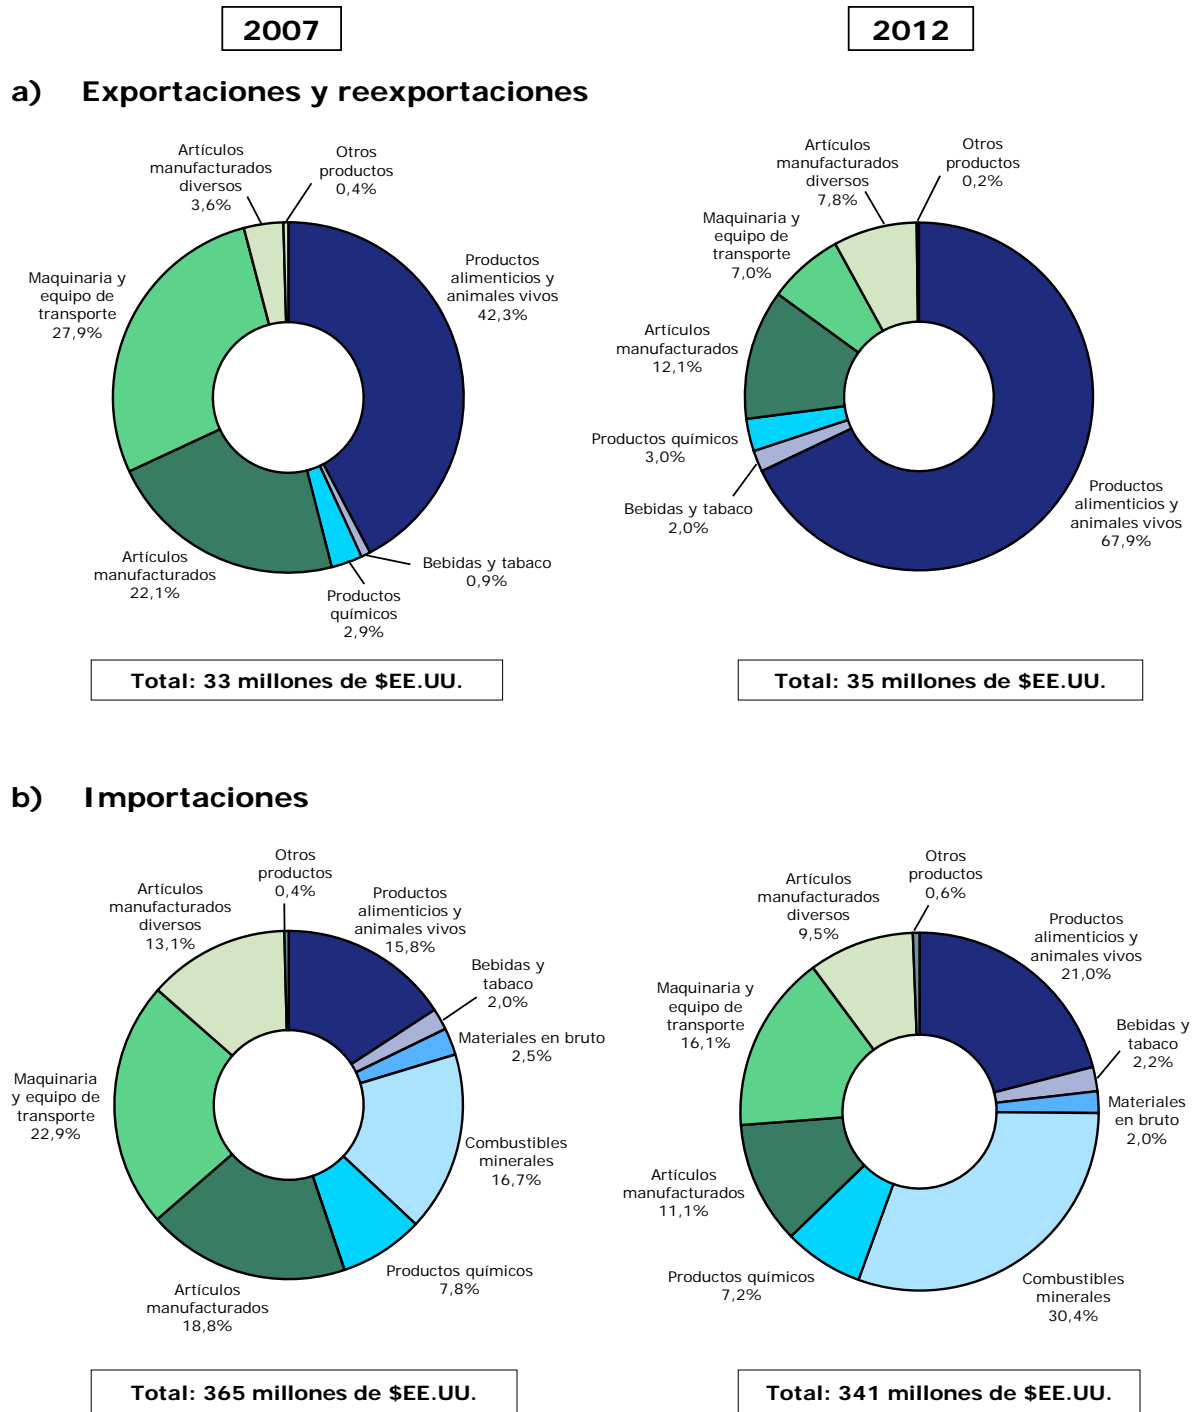 2007
2012
a) Exportaciones y reexportaciones
Artículos
manufacturados
diversos
3,6%
Otros
productos
0,4%
Productos
alimenticios y
animales vivos
42,3%
Bebidas y tabaco
0,9%
Productos
químicos
2,9%
Artículos
manufacturados
22,1%
Maquinaria y
equipo de
transporte
27,9%
Total: 33 millones de $EE.UU.
Artículos
manufacturados
diversos
7,8%
Otros
productos
0,2%
Maquinaria y
equipo de
transporte
7,0%
Artículos
manufacturados
12,1%
Productos químicos
3,0%
Bebidas y tabaco
2,0%
Productos
alimenticios y
animales vivos
67,9%
Total: 35 millones de $EE.UU.
b) Importaciones
Otros
productos
0,4%
Artículos
manufacturados
diversos
13,1%
Productos
alimenticios y
animales vivos
15,8%
Bebidas y
tabaco
2,0%
Materiales en bruto
2,5%
Combustibles
minerales
16,7%
Productos químicos
7,8%
Artículos
manufacturados
18,8%
Maquinaria
y equipo de
transporte
22,9%
Total: 365 millones de $EE.UU.
Otros
productos
0,6%
Artículos
manufacturados
diversos
9,5%
Productos
alimenticios y
animales vivos
21,0%
Bebidas y
tabaco
2,2%
Materiales
en bruto
2,0%
Combustibles
minerales
30,4%
Productos químicos
7,2%
Artículos
manufacturados
11,1%
Maquinaria y
equipo de
transporte
16,1%
Total: 341 millones de $EE.UU.